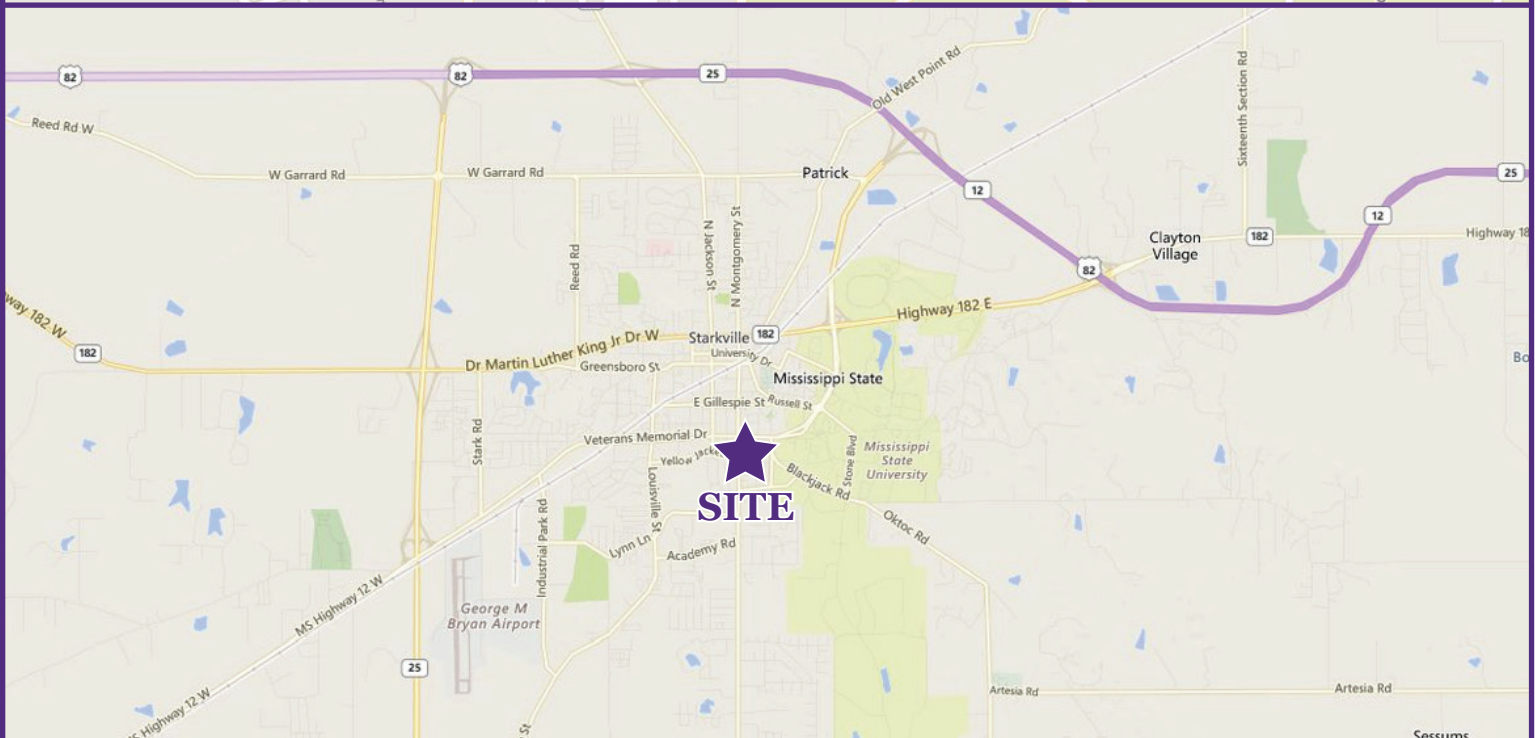 82
82
25
Old West Point Rd
Sixteenth Section Rd
Reed Rd W
W Garrard Rd
W Garrard Rd
Patrick
25
12
12
N Jackson St
N Montgomery St
Reed Rd
182
Clayton
Village
82
Highway 182 E
182 W
182
Dr Martin Luther King Jr Dr W
Starkville
182
University Dr
Greensboro St
Mississippi State
E Gillespie St
Russell St
Stark Rd
Veterans Memorial Dr
Yellow
Louisville St
SITE
Blackjack Rd
Stone Blvd
Mississippi
State
University
Industrial Park Rd
Lynn Ln
Academy Rd
Oktoc Rd
MS Highway 12 W
George M
Bryan Airport
25
Highway 12 W
Artesia Rd
Artesia Rd
Sessums